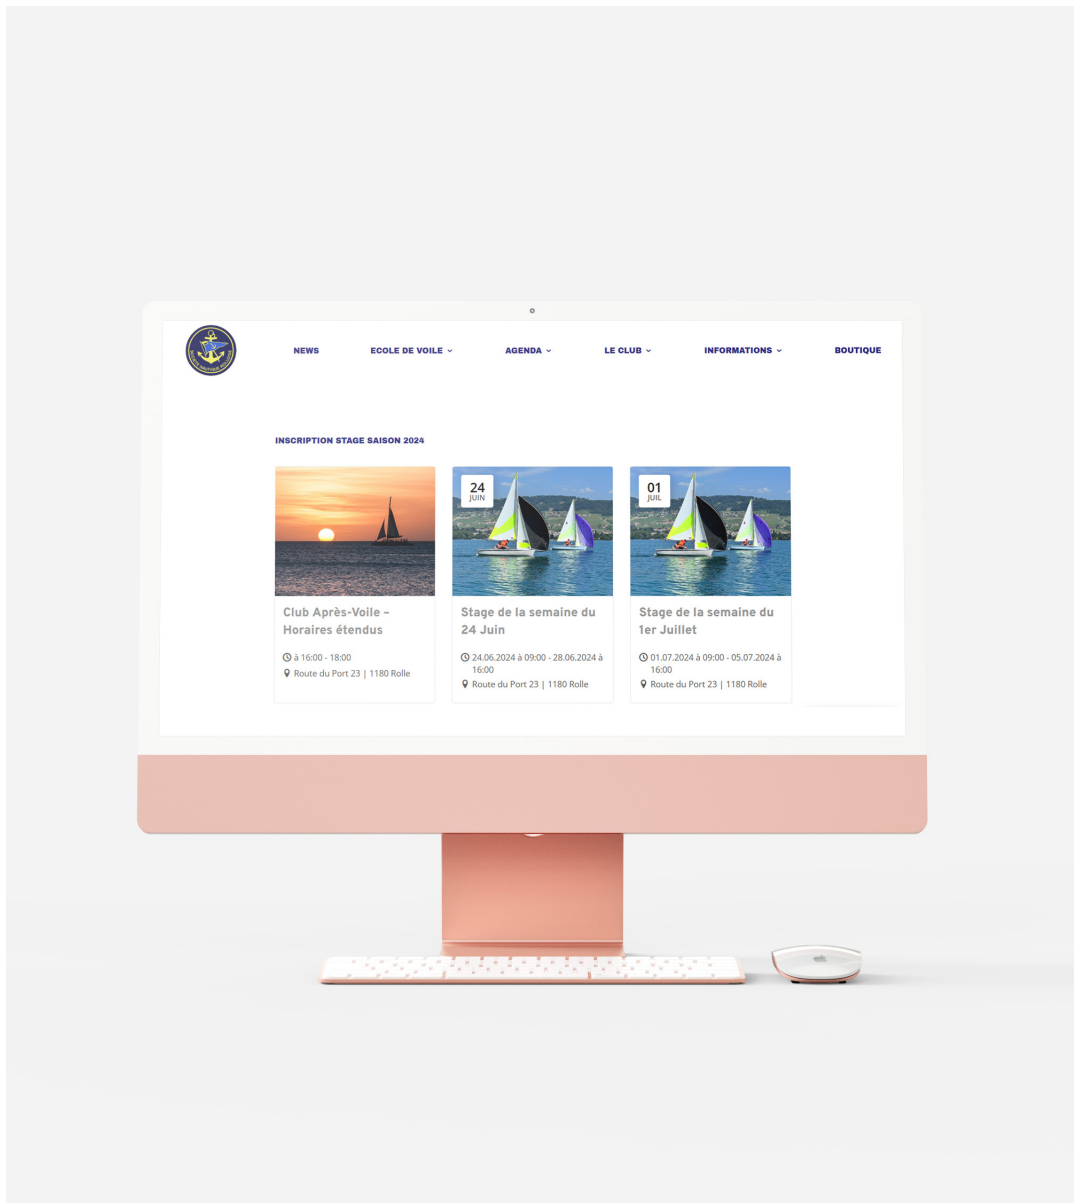 SOCIETE NAUTIQUE ROLLOISE
NEWS
ECOLE DE VOILE
AGENDA
LE CLUB
INFORMATIONS
BOUTIQUE
INSCRIPTION STAGE SAISON 2024
Club Après-Voile –
Horaires étendus
à 16:00 - 18:00
Route du Port 23 | 1180 Rolle
24
JUIN
Stage de la semaine du
24 Juin
24.06.2024 à 09:00 - 28.06.2024 à
16:00
Route du Port 23 | 1180 Rolle
01
JUIL
Stage de la semaine du
1er Juillet
01.07.2024 à 09:00 - 05.07.2024 à
16:00
Route du Port 23 | 1180 Rolle